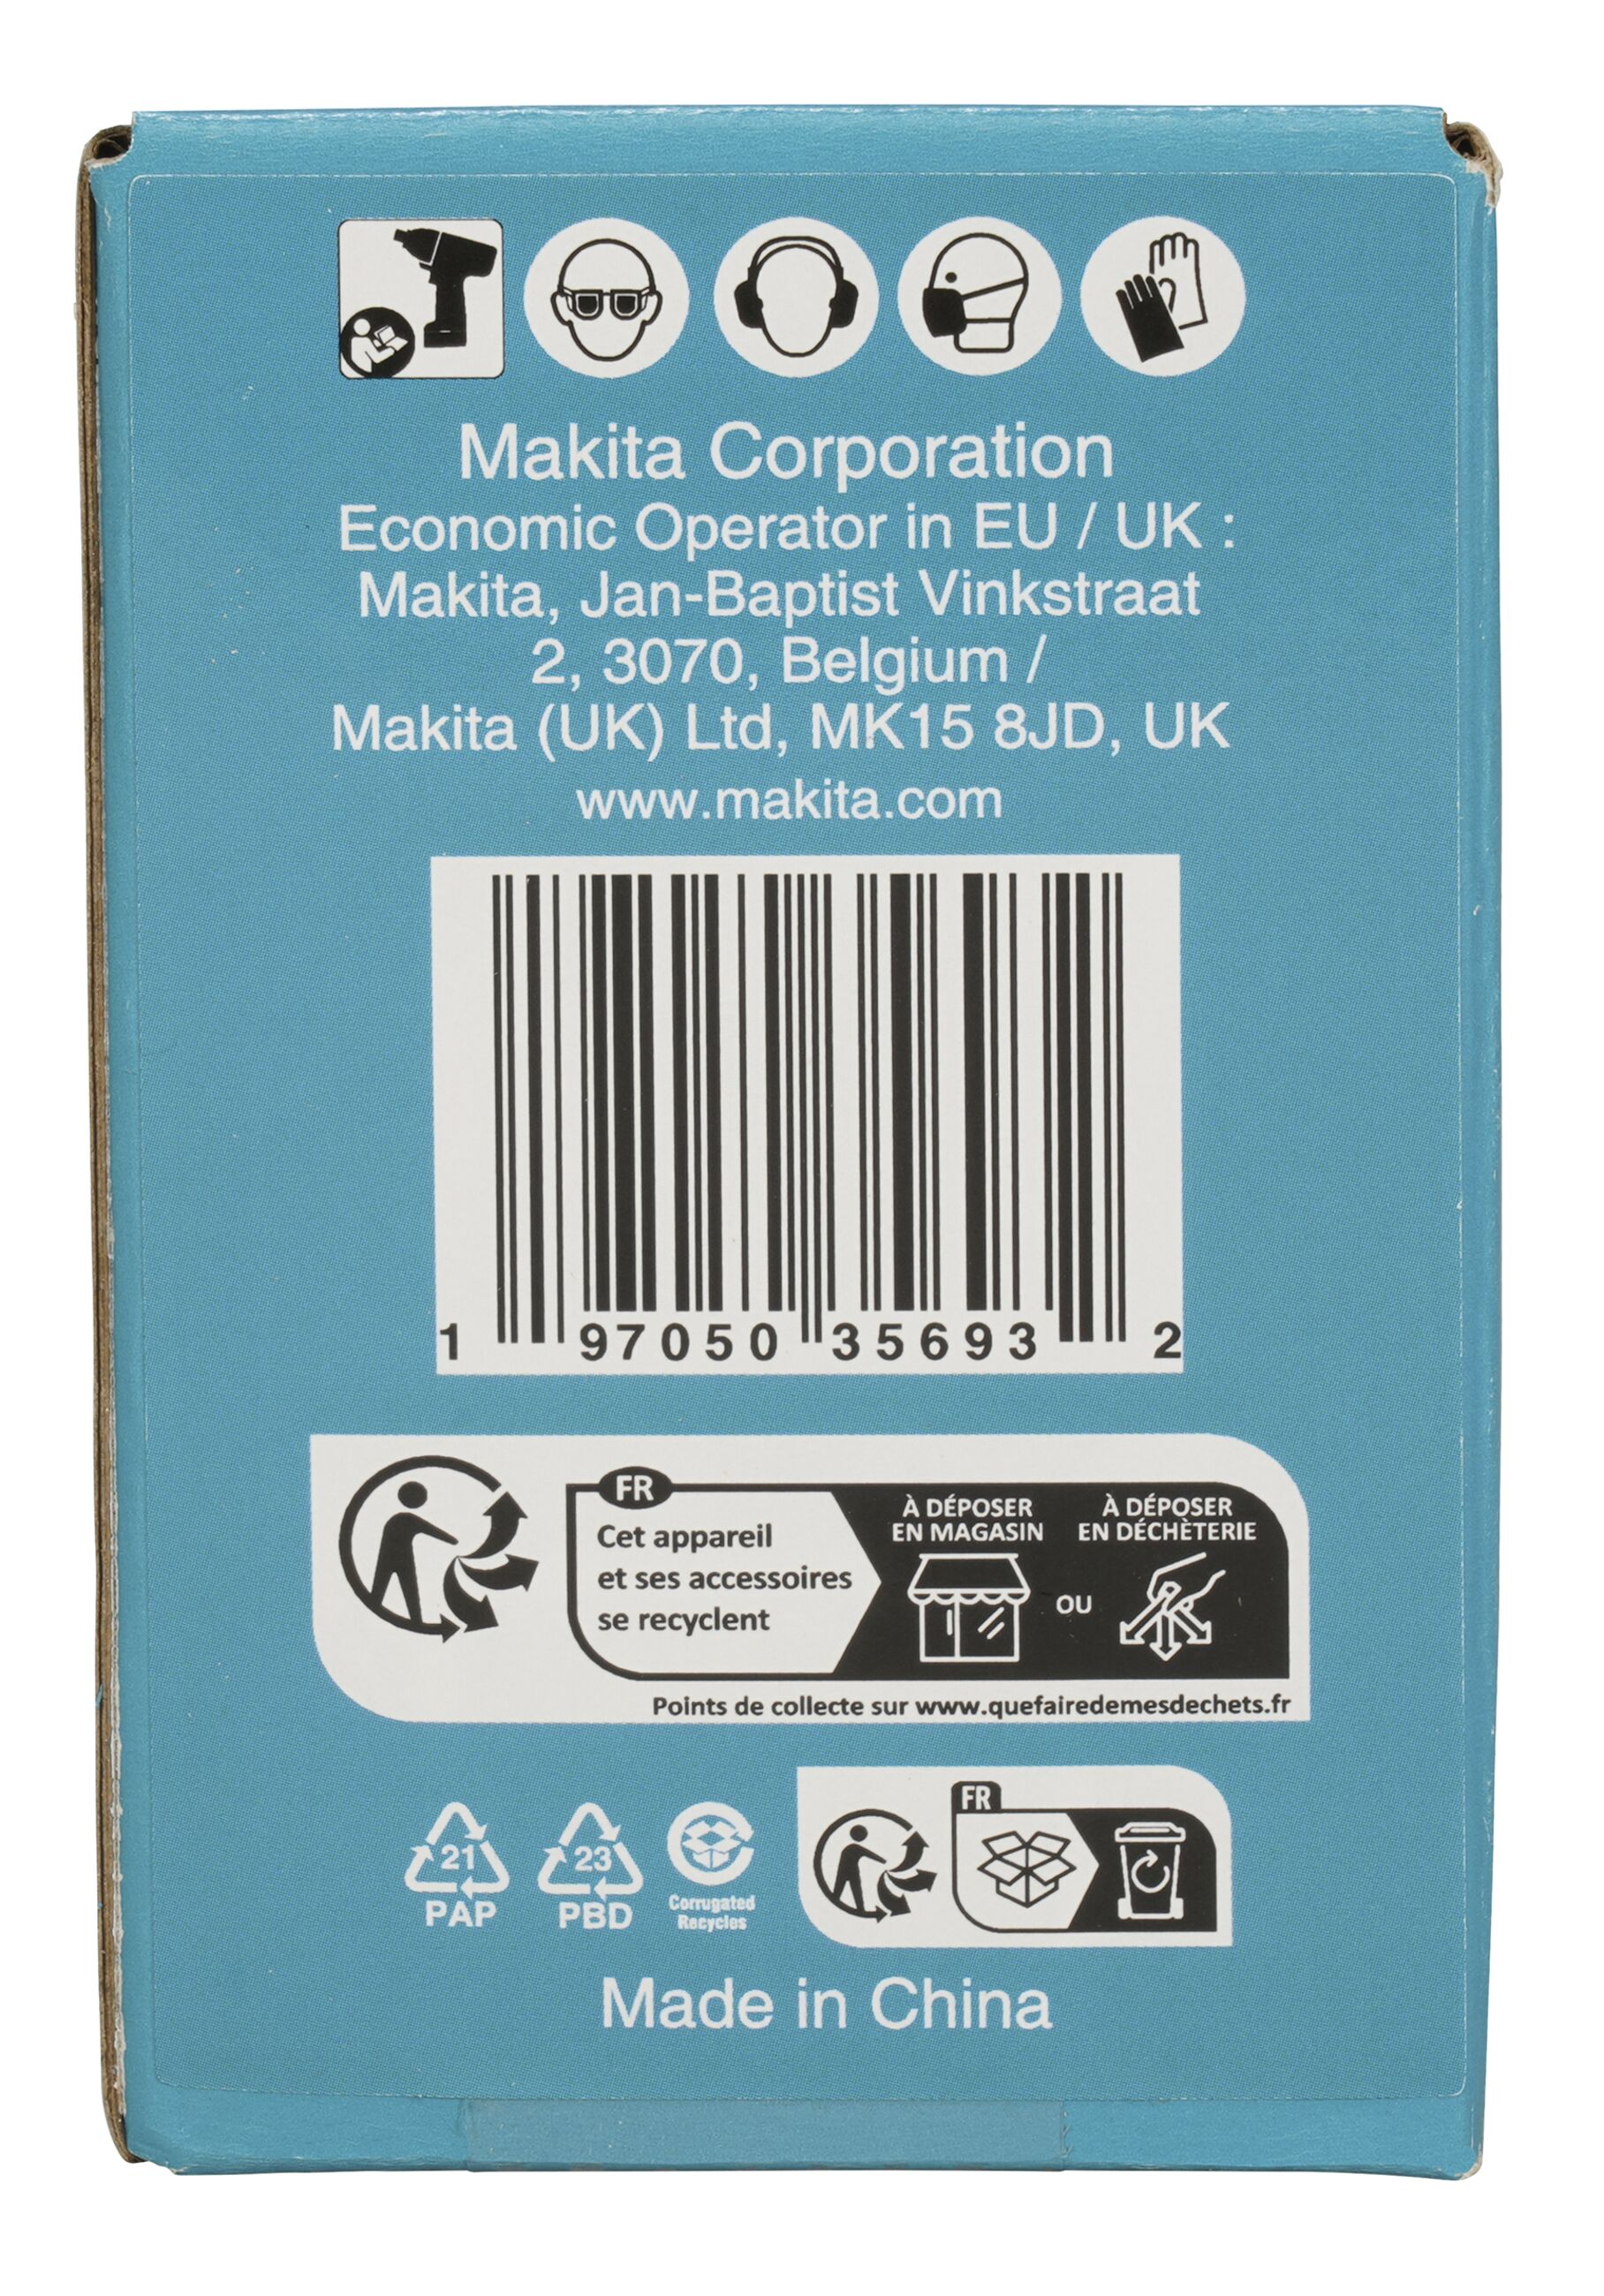 Makita Corporation
Economic Operator in EU / UK :
Makita, Jan-Baptist Vinkstraat
2, 3070, Belgium /
Makita (UK) Ltd, MK15 8JD, UK
www.makita.com
1 97050 35693 2
FR
Cet appareil
et ses accessoires
se recyclent
À DÉPOSER
EN MAGASIN
OU
À DÉPOSER
EN DÉCHÈTERIE
Points de collecte sur www.quefairedemesdechets.fr
21
PAP
23
PBD
Corrugated
Recycles
FR
Made in China